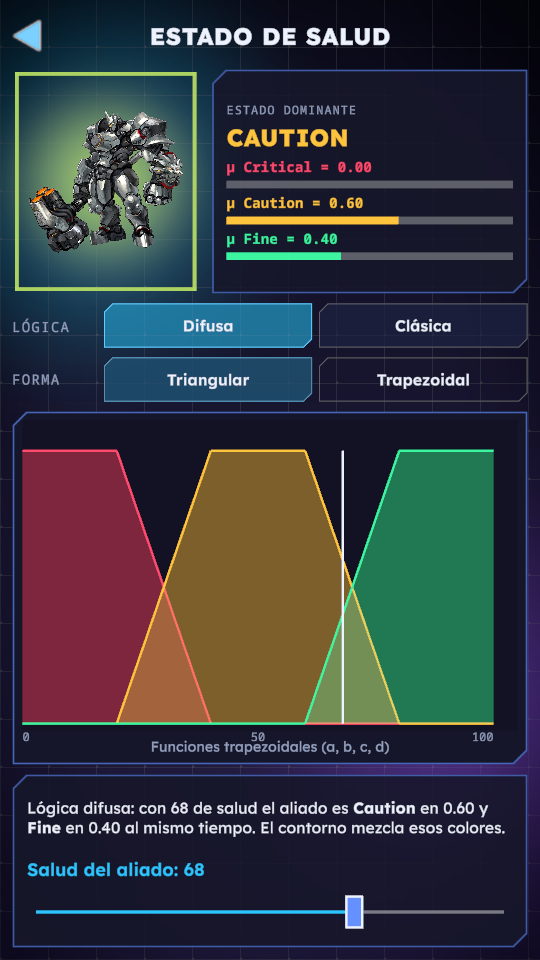 ESTADO DE SALUD
ESTADO DOMINANTE
CAUTION
μ Critical = 0.00
μ Caution = 0.60
μ Fine = 0.40
LÓGICA
Difusa
Clásica
FORMA
Triangular
Trapezoidal
0
50
100
Funciones trapezoidales (a, b, c, d)
Lógica difusa: con 68 de salud el aliado es Caution en 0.60 y
Fine en 0.40 al mismo tiempo. El contorno mezcla esos colores.
Salud del aliado: 68